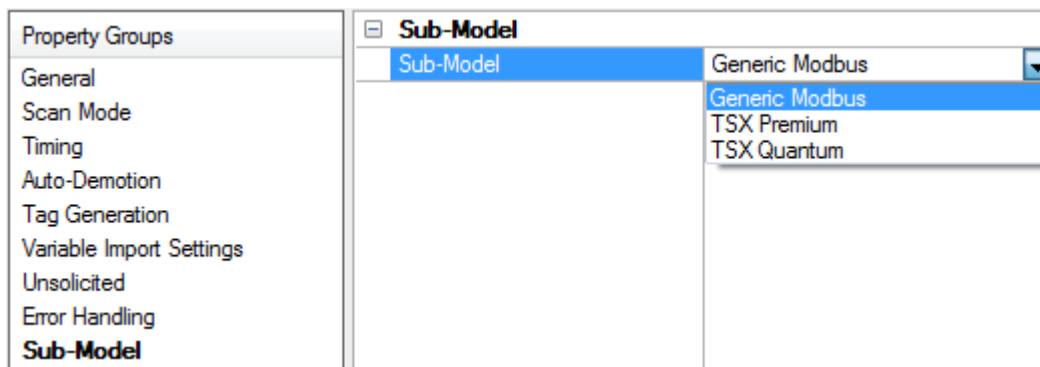 Property Groups
General
Scan Mode
Timing
Auto-Demotion
Tag Generation
Variable Import Settings
Unsolicited
Error Handling
Sub-Model
Sub-Model
Sub-Model Generic Modbus
Generic Modbus
TSX Premium
TSX Quantum